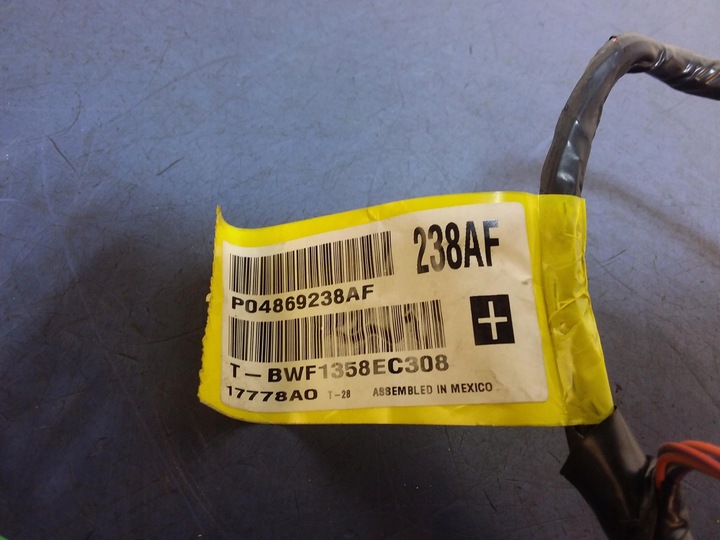 238AF
P04869238AF
T-BWF1358EC308
17778AO T-28 ASSEMBLED IN MEXICO